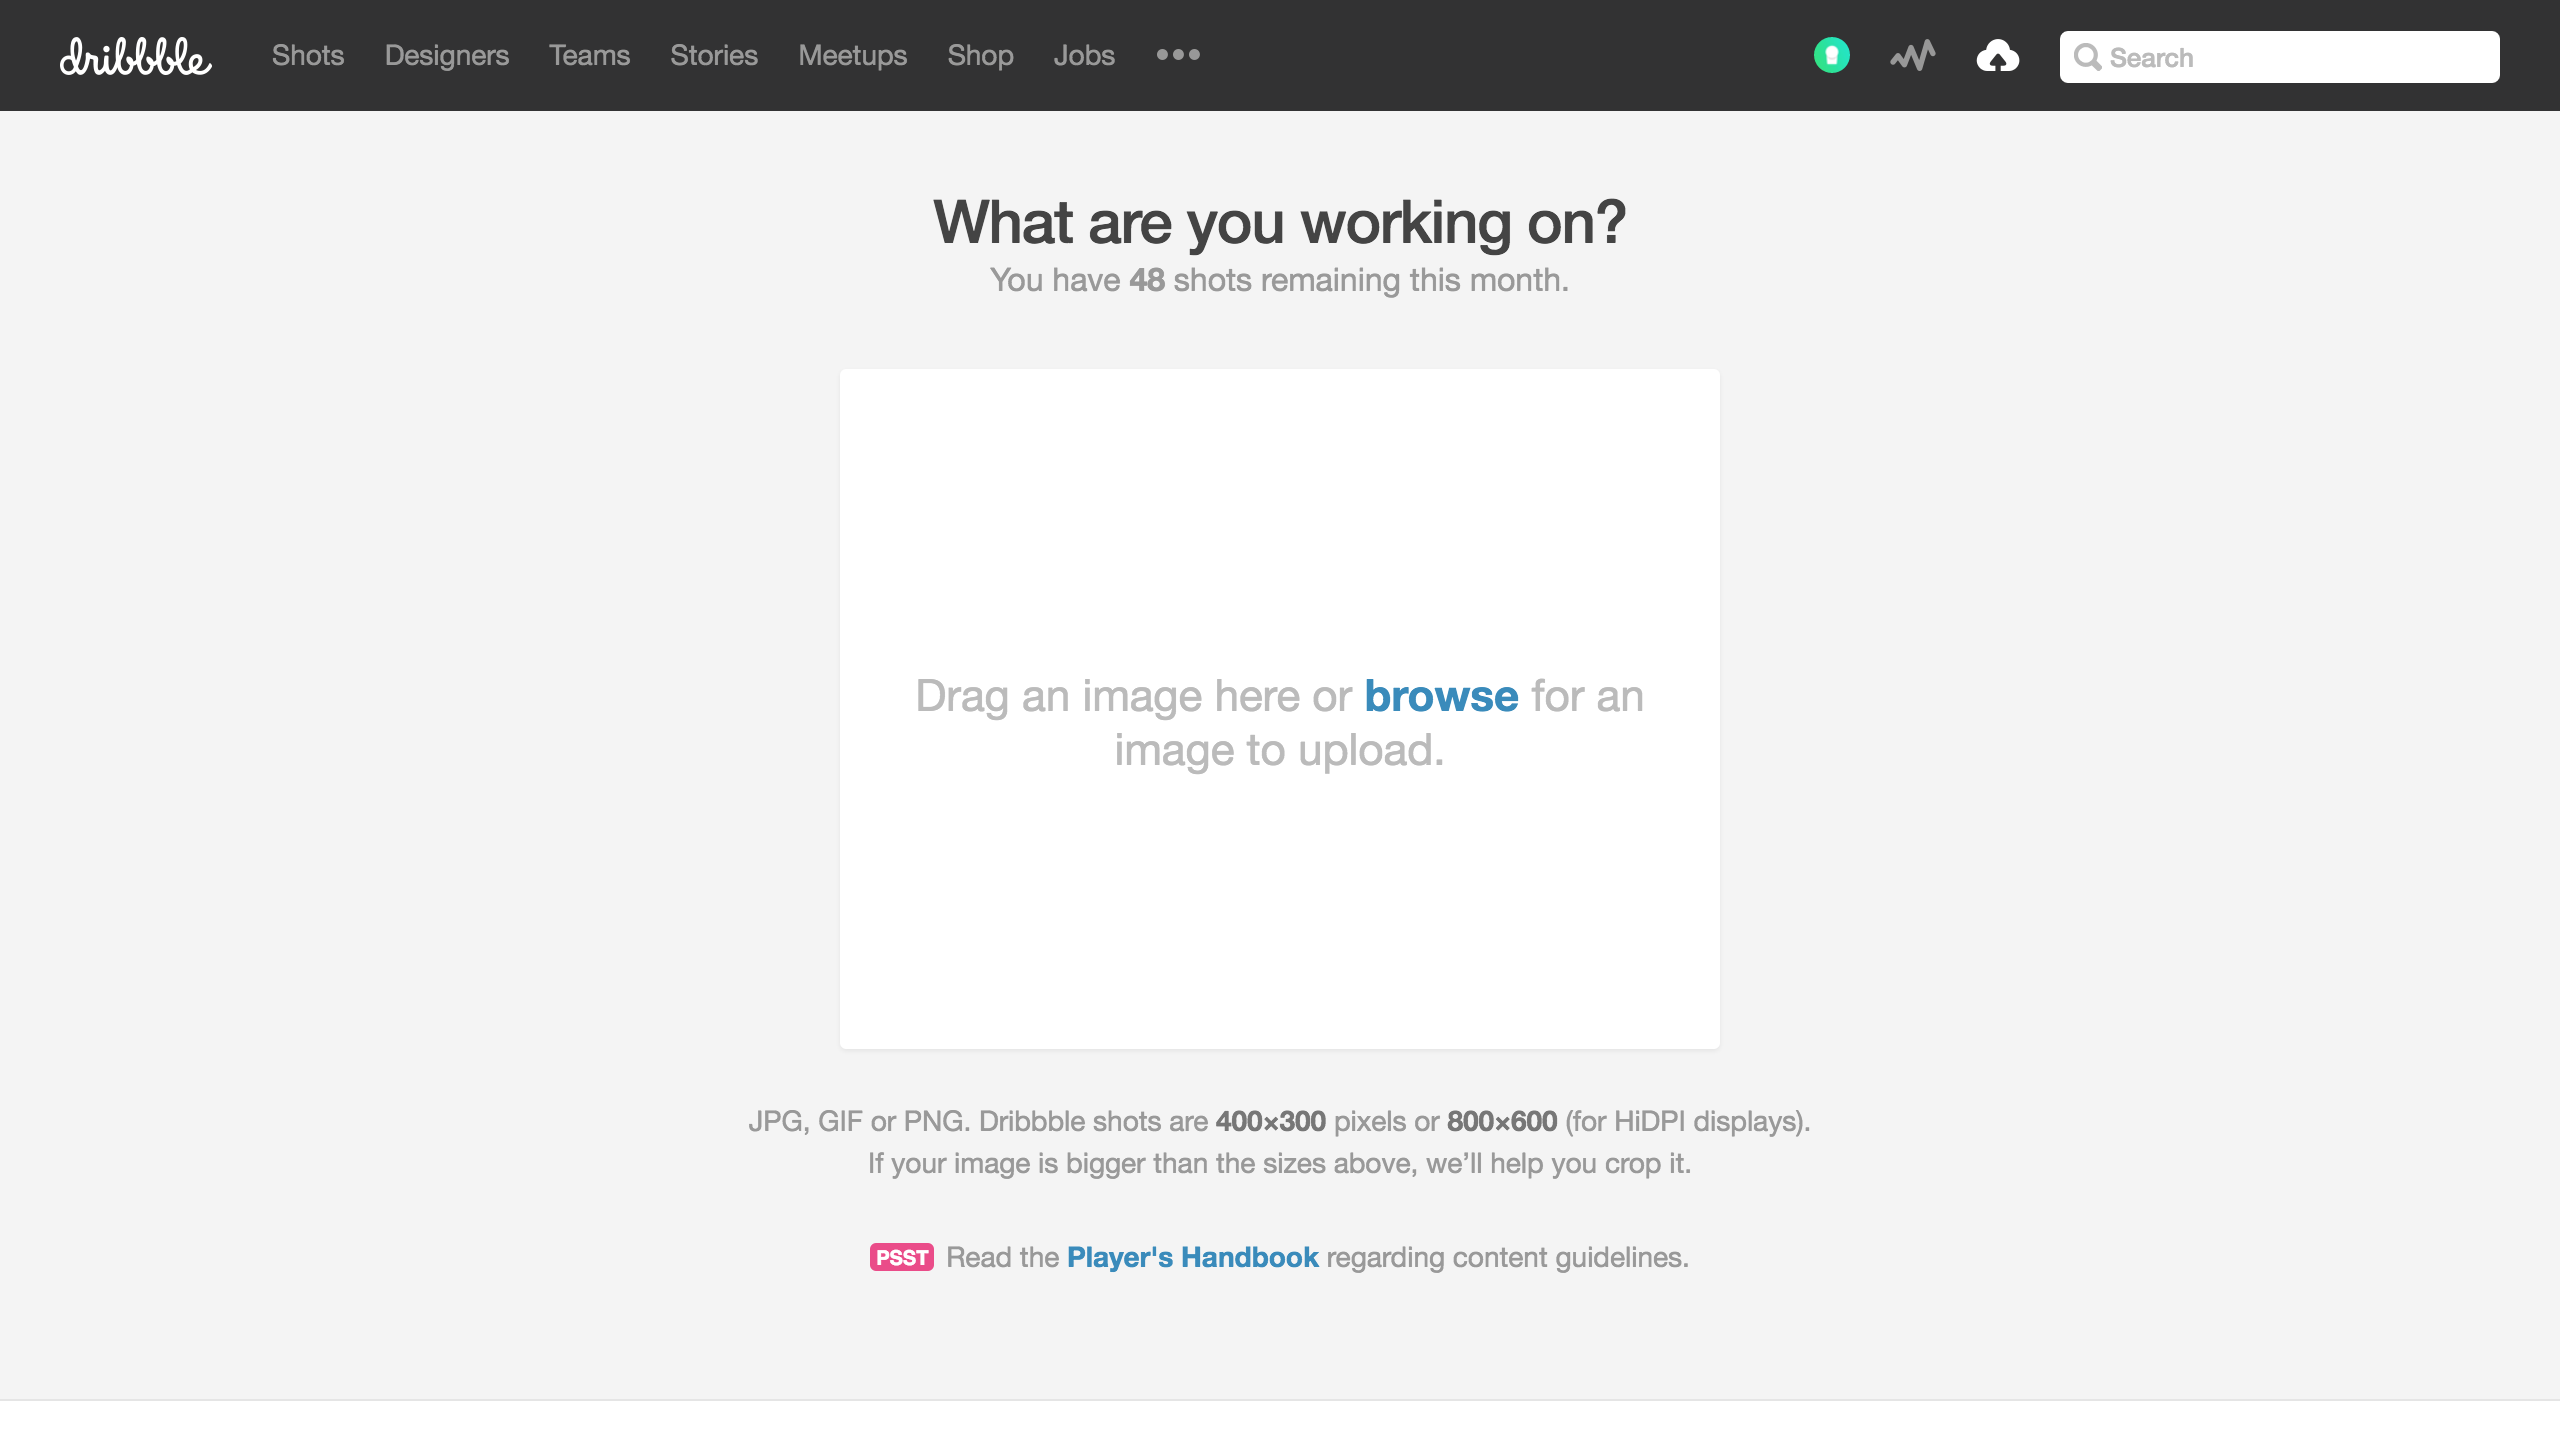 dribbble Shots Designers Teams Stories Meetups Shop Jobs Search
What are you working on?
You have 48 shots remaining this month.
Drag an image here or browse for an
image to upload.
JPG, GIF or PNG. Dribbble shots are 400×300 pixels or 800×600 (for HiDPI displays).
If your image is bigger than the sizes above, we’ll help you crop it.
PSST Read the Player's Handbook regarding content guidelines.